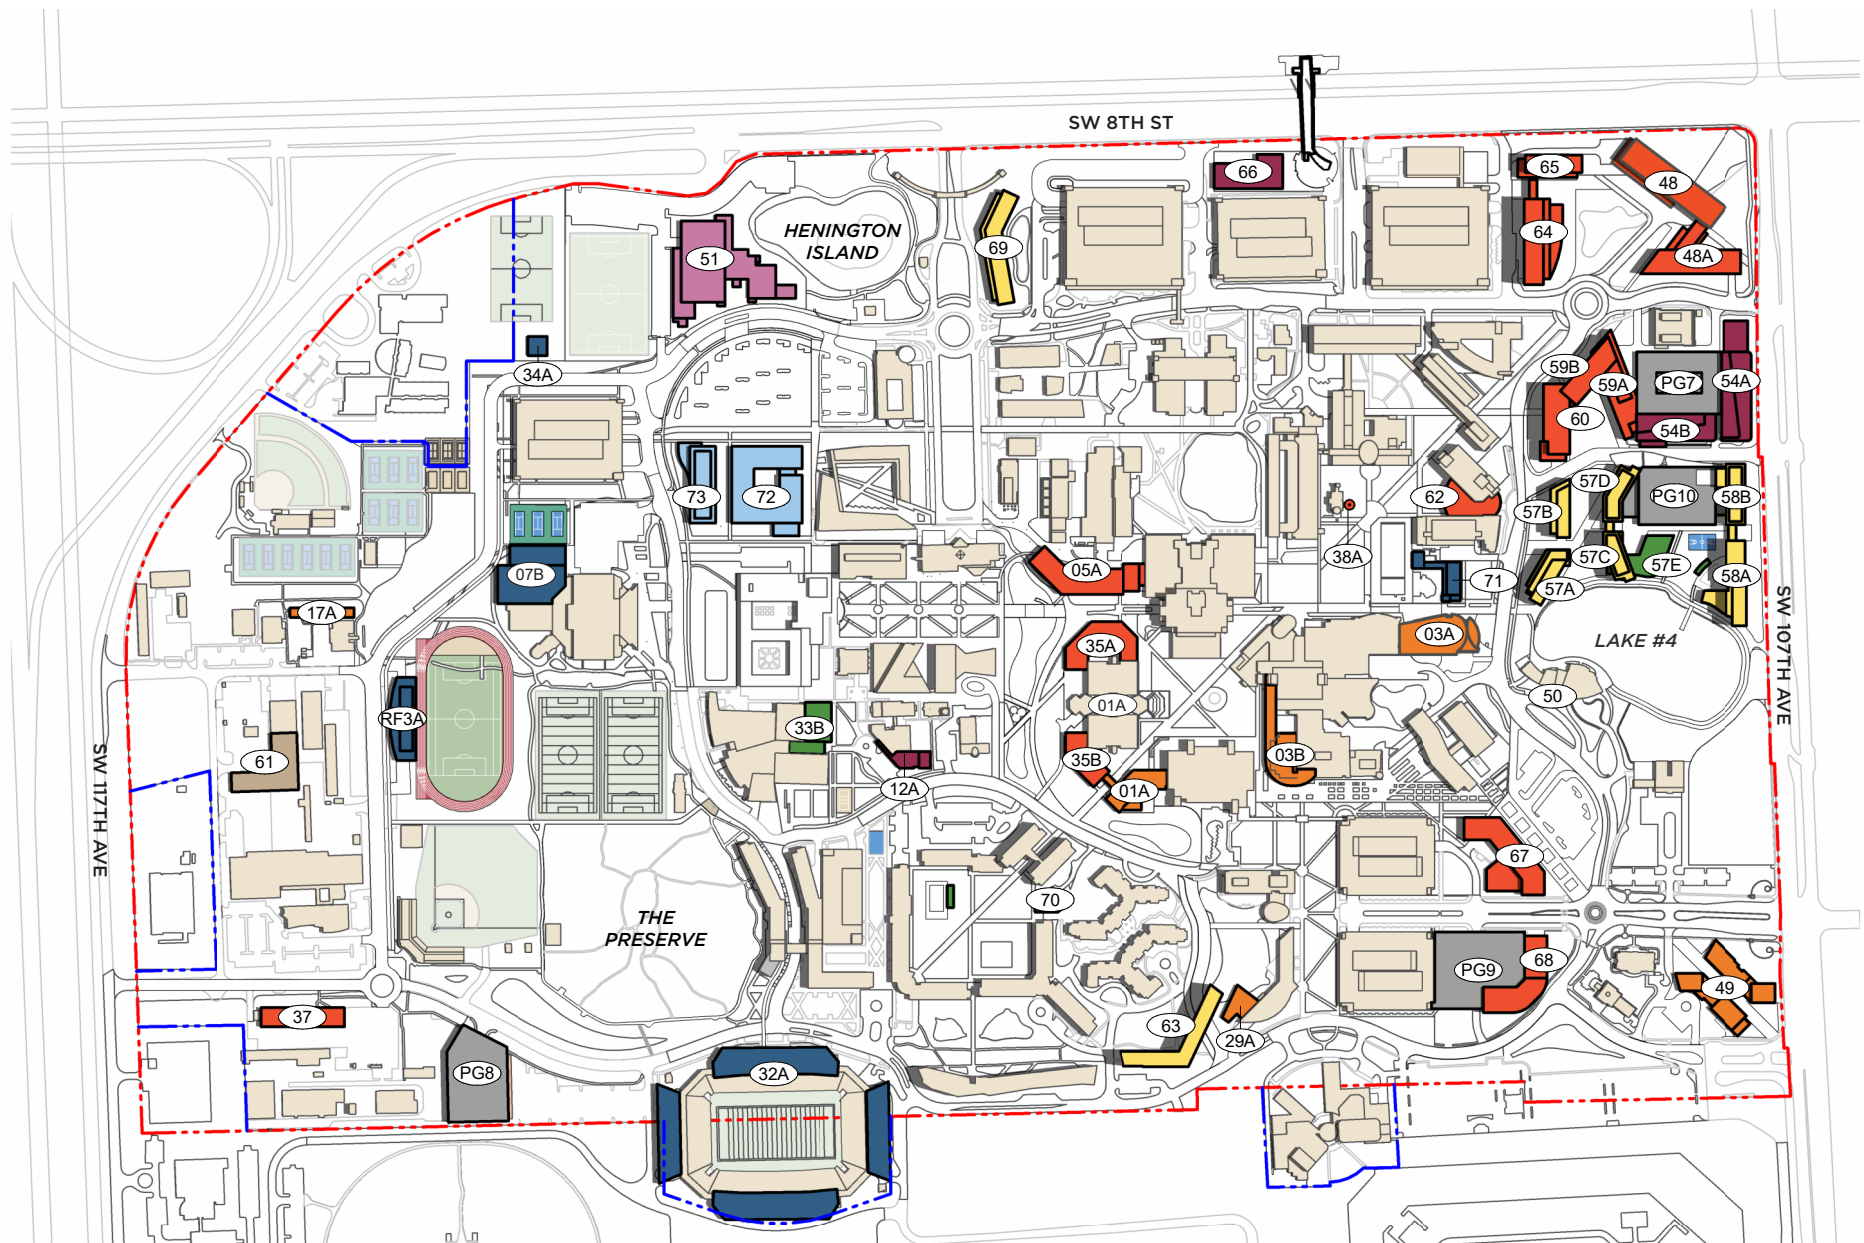 SW 8TH ST
65
66
48
HENINGTON
ISLAND
64
69
51
48A
34A
59B
59A
PG7
54A
60
54B
73
72
62
57D
PG10
58B
57B
38A
57C
57E
05A
07B
71
57A
58A
17A
03A
LAKE #4
SW 107TH AVE
35A
50
01A
RF3A
33B
61
35B
03B
12A
01A
SW 117TH AVE
67
70
THE
PRESERVE
68
PG9
49
37
63
29A
PG8
32A